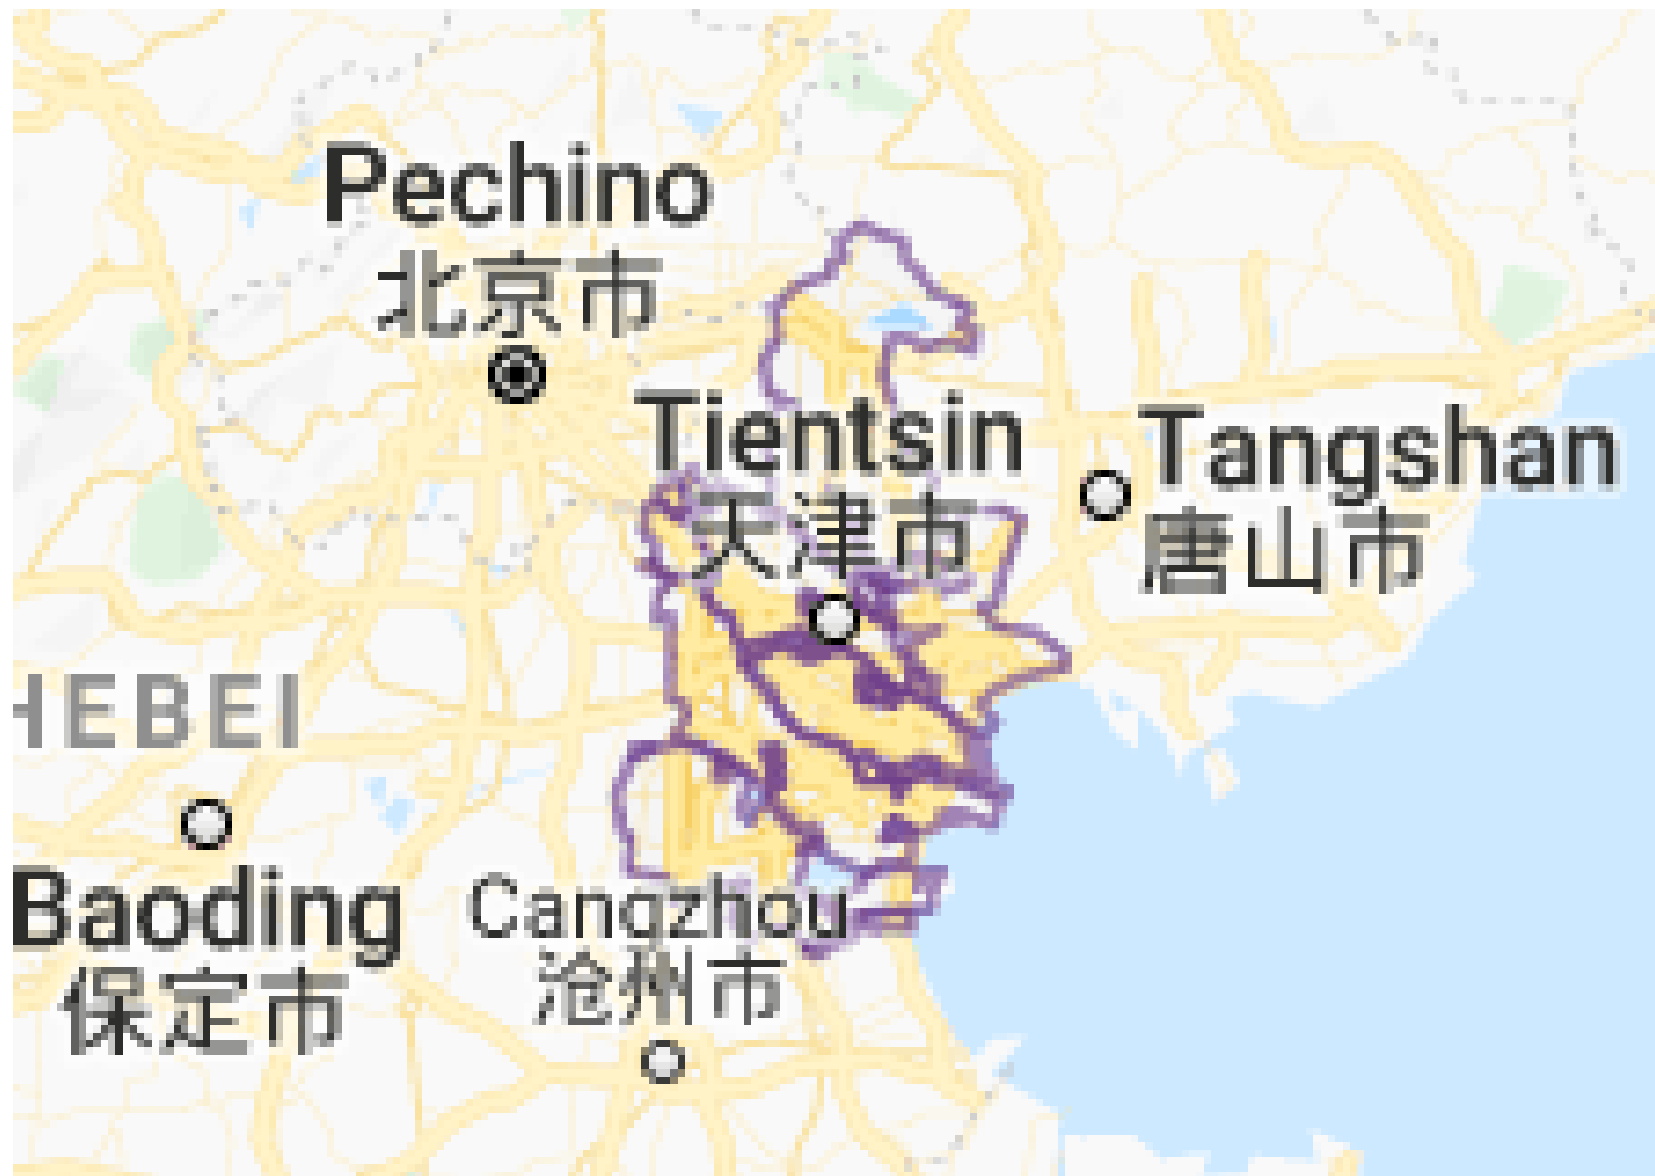 Pechino
北京市
Tientsin
天津市
Tangshan
唐山市
HEBEI
Baoding
保定市
Cangzhou
沧州市